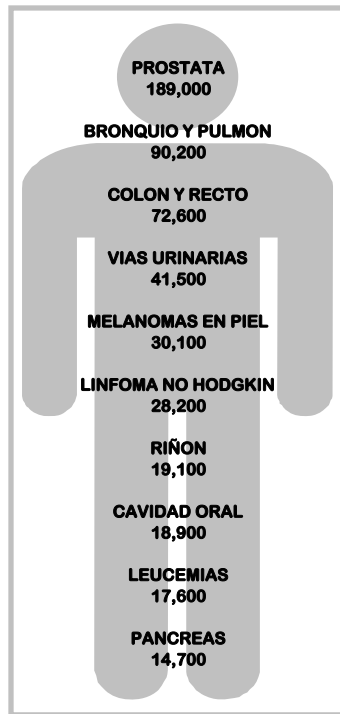 PROSTATA
189,000
BRONQUIO Y PULMON
90,200
COLON Y RECTO
72,600
VIAS URINARIAS
41,500
MELANOMAS EN PIEL
30,100
LINFOMA NO HODGKIN
28,200
RIÑON
19,100
CAVIDAD ORAL
18,900
LEUCEMIAS
17,600
PANCREAS
14,700